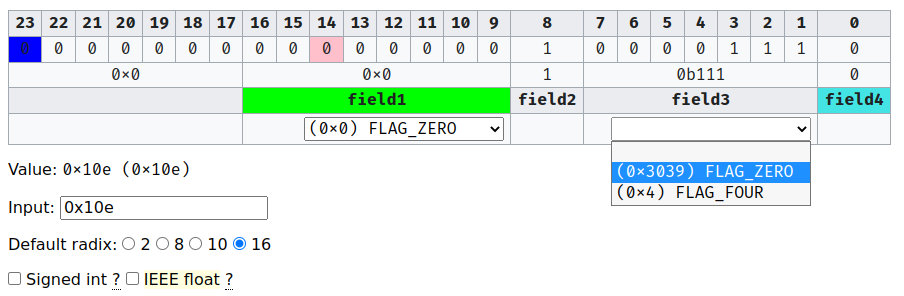 23 22 21 20 19 18 17 16 15 14 13 12 11 10 9 8 7 6 5 4 3 2 1 0
0 0 0 0 0 0 0 0 0 0 0 0 0 0 0 1 0 0 0 0 1 1 1 0
0×0 0×0 1 0b111 0
field1 field2 field3 field4
(0×0) FLAG_ZERO
(0×3039) FLAG_ZERO
(0×4) FLAG_FOUR
Value: 0×10e (0×10e)
Input: 0x10e
Default radix: 2 8 10 16
Signed int ? IEEE float ?